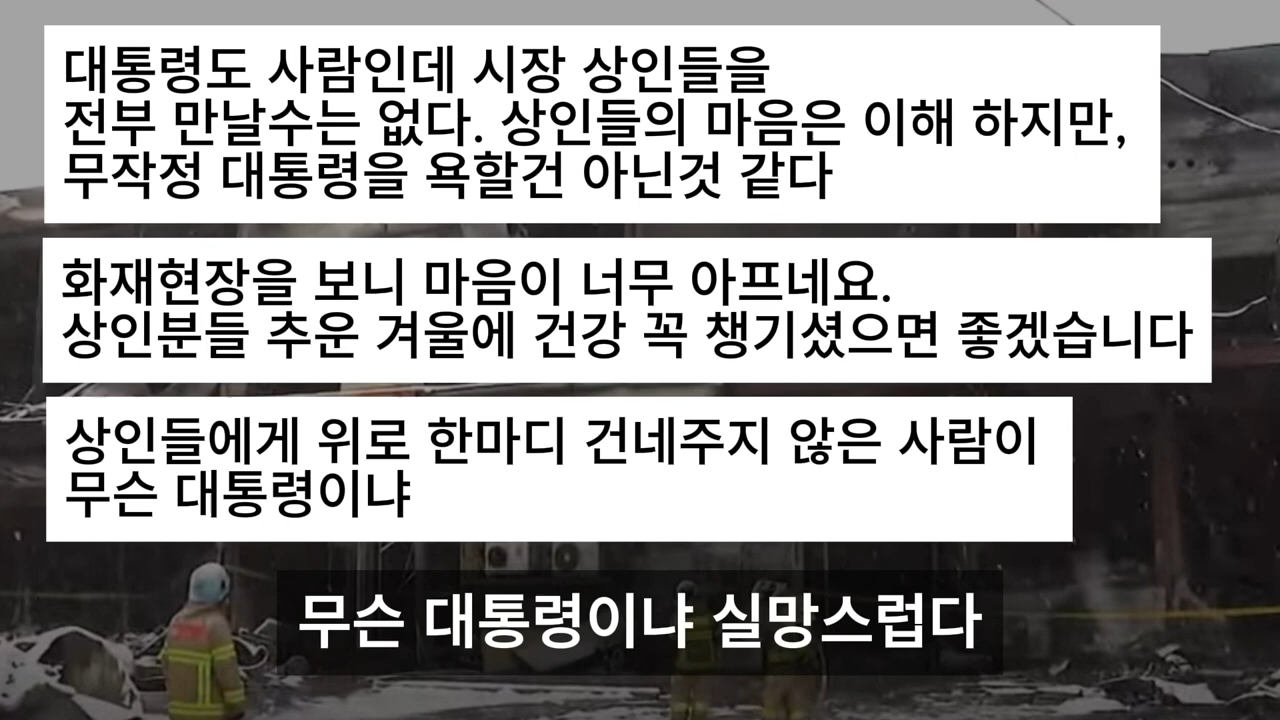 대통령도 사람인데 시장 상인들을
전부 만날수는 없다. 상인들의 마음은 이해 하지만,
무작정 대통령을 욕할건 아닌것 같다
화재현장을 보니 마음이 너무 아프네요.
상인분들 추운 겨울에 건강 꼭 챙기셨으면 좋겠습니다
상인들에게 위로 한마디 건네주지 않은 사람이
무슨 대통령이냐
무슨 대통령이냐 실망스럽다